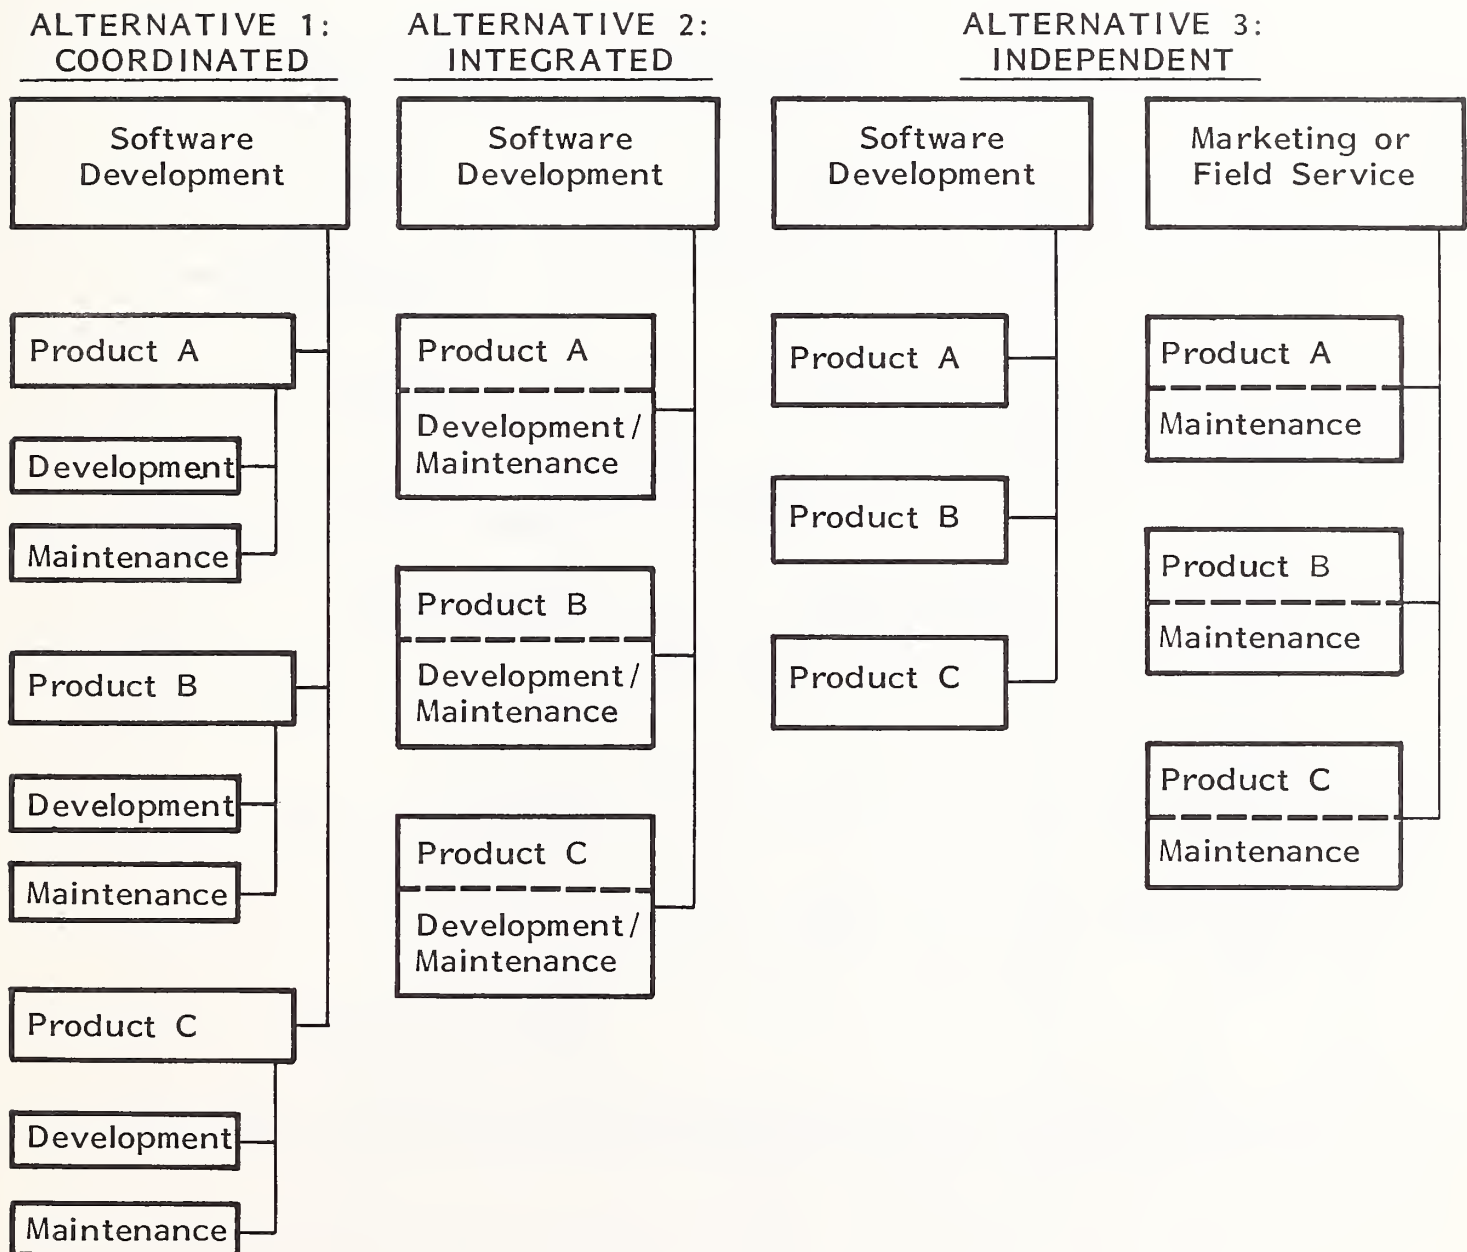 ALTERNATIVE 1:
COORDINATED
Software
Development
Product A
Development
Maintenance
Product B
Development
Maintenance
Product C
Development
Maintenance
ALTERNATIVE 2:
INTEGRATED
Software
Development
Product A
Development/
Maintenance
Product B
Development/
Maintenance
Product C
Development/
Maintenance
ALTERNATIVE 3:
INDEPENDENT
Software
Development
Product A
Product B
Product C
Marketing or
Field Service
Product A
Maintenance
Product B
Maintenance
Product C
Maintenance